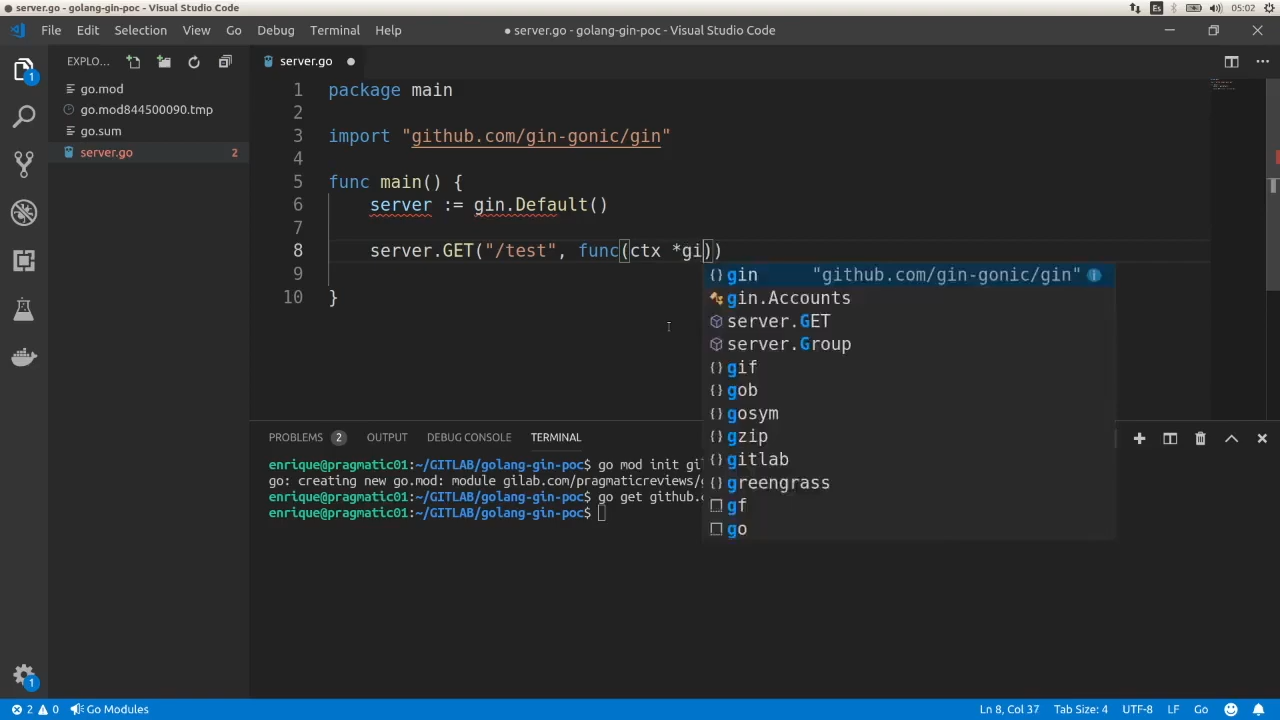 server.go - golang-gin-poc - Visual Studio Code
Es
05:02
File Edit Selection View Go Debug Terminal Help
● server.go - golang-gin-poc - Visual Studio Code
EXPLO...
server.go ●
1
go.mod
go.mod844500090.tmp
go.sum
server.go 2
1 package main
2
3 import "github.com/gin-gonic/gin"
4
5 func main() {
6 server := gin.Default()
7
8 server.GET("/test", func(ctx *gi))
9
10 }
gin "github.com/gin-gonic/gin"
gin.Accounts
server.GET
server.Group
gif
gob
gosym
gzip
gitlab
greengrass
gf
go
PROBLEMS 2 OUTPUT DEBUG CONSOLE TERMINAL
enrique@pragmatic01:~/GITLAB/golang-gin-poc$ go mod init gi
go: creating new go.mod: module gilab.com/pragmaticreviews/
enrique@pragmatic01:~/GITLAB/golang-gin-poc$ go get github.
enrique@pragmatic01:~/GITLAB/golang-gin-poc$
1
2 0 Go Modules
Ln 8, Col 37 Tab Size: 4 UTF-8 LF Go